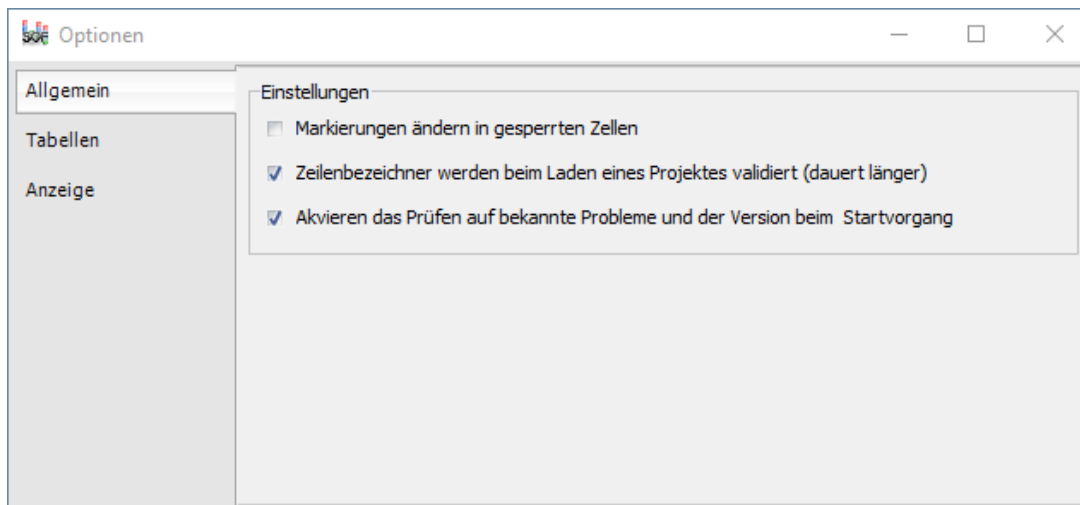 Optionen
Allgemein
Tabellen
Anzeige
Einstellungen
Markierungen ändern in gesperrten Zellen
Zeilenbezeichner werden beim Laden eines Projektes validiert (dauert länger)
Akvieren das Prüfen auf bekannte Probleme und der Version beim  Startvorgang